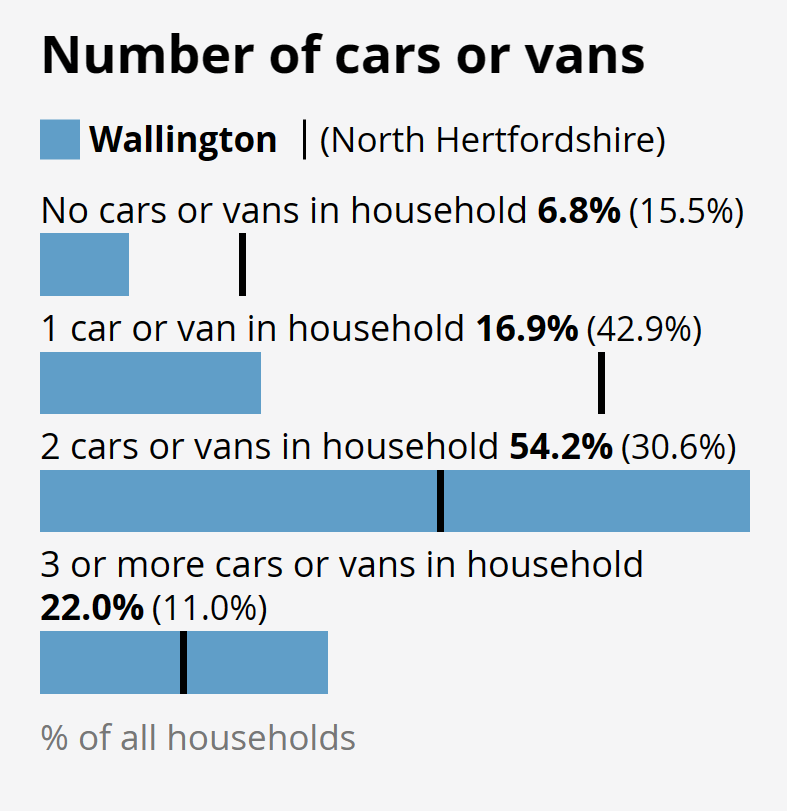 Number of cars or vans
Wallington (North Hertfordshire)
No cars or vans in household 6.8% (15.5%)
1 car or van in household 16.9% (42.9%)
2 cars or vans in household 54.2% (30.6%)
3 or more cars or vans in household
22.0% (11.0%)
% of all households